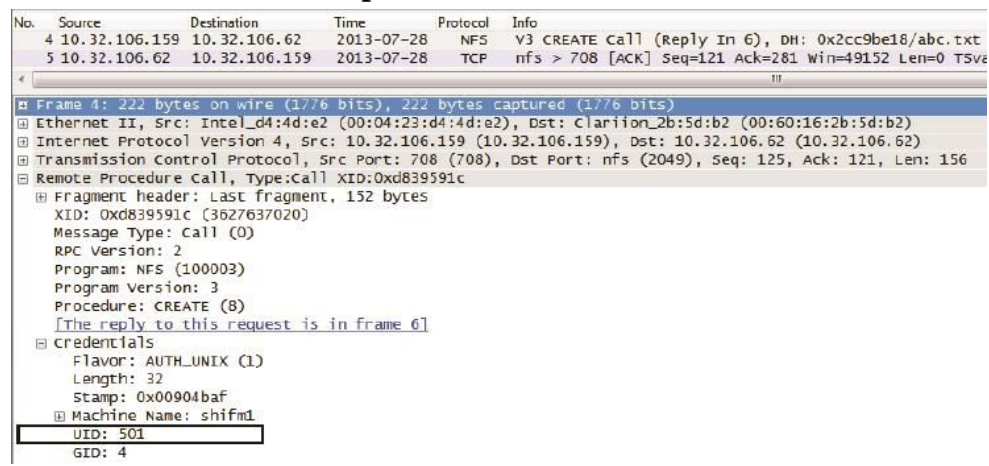 No. Source Destination Time Protocol Info
4 10.32.106.159 10.32.106.62 2013-07-28 NFS V3 CREATE Call (Reply In 6), DH: 0x2cc9be18/abc.txt
5 10.32.106.62 10.32.106.159 2013-07-28 TCP nfs > 708 [ACK] Seq=121 Ack=281 Win=49152 Len=0 TSva
Frame 4: 222 bytes on wire (1776 bits), 222 bytes captured (1776 bits)
Ethernet II, Src: Intel_d4:4d:e2 (00:04:23:d4:4d:e2), Dst: Clariion_2b:5d:b2 (00:60:16:2b:5d:b2)
Internet Protocol Version 4, Src: 10.32.106.159 (10.32.106.159), Dst: 10.32.106.62 (10.32.106.62)
Transmission Control Protocol, Src Port: 708 (708), Dst Port: nfs (2049), Seq: 125, Ack: 121, Len: 156
Remote Procedure Call, Type:Call XID:0xd839591c
Fragment header: Last fragment, 152 bytes
XID: 0xd839591c (3627637020)
Message Type: Call (0)
RPC Version: 2
Program: NFS (100003)
Program Version: 3
Procedure: CREATE (8)
[The reply to this request is in frame 6]
Credentials
Flavor: AUTH_UNIX (1)
Length: 32
Stamp: 0x00904baf
Machine Name: shifm1
UID: 501
GID: 4